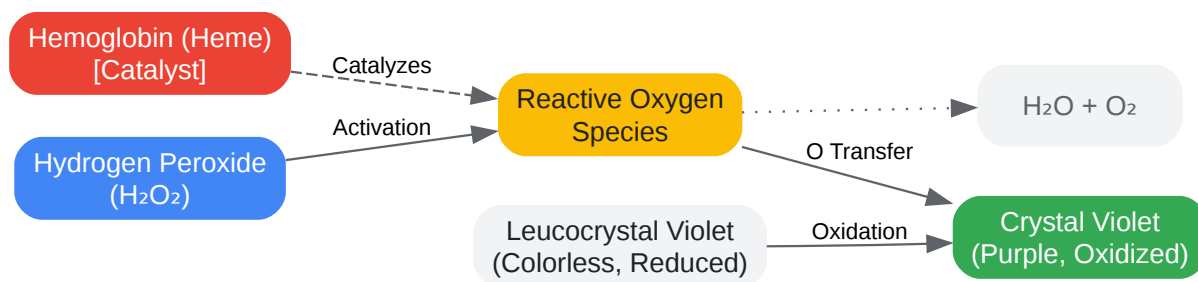 Hemoglobin (Heme)
[Catalyst]
Catalyzes
Hydrogen Peroxide
(H₂O₂)
Activation
Reactive Oxygen
Species
H₂O + O₂
O Transfer
Leucocrystal Violet
(Colorless, Reduced)
Oxidation
Crystal Violet
(Purple, Oxidized)